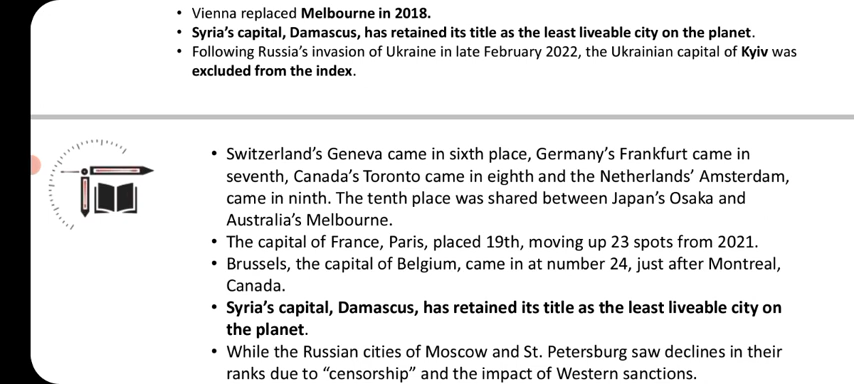 • Vienna replaced Melbourne in 2018.
• Syria's capital, Damascus, has retained its title as the least liveable city on the planet.
• Following Russia's invasion of Ukraine in late February 2022, the Ukrainian capital of Kyiv was
excluded from the index.
• Switzerland's Geneva came in sixth place, Germany's Frankfurt came in
seventh, Canada's Toronto came in eighth and the Netherlands' Amsterdam,
came in ninth. The tenth place was shared between Japan's Osaka and
Australia's Melbourne.
• The capital of France, Paris, placed 19th, moving up 23 spots from 2021.
• Brussels, the capital of Belgium, came in at number 24, just after Montreal,
Canada.
• Syria's capital, Damascus, has retained its title as the least liveable city on
the planet.
• While the Russian cities of Moscow and St. Petersburg saw declines in their
ranks due to “censorship” and the impact of Western sanctions.